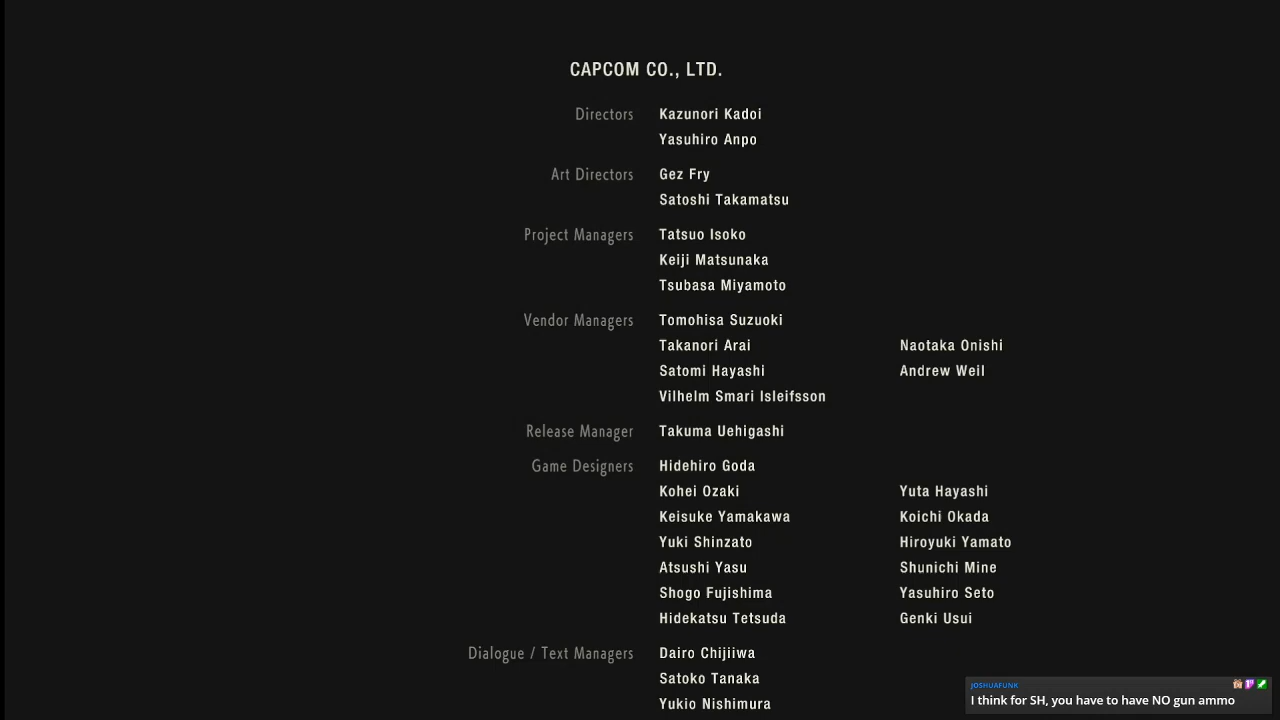 CAPCOM CO., LTD.
Directors Kazunori Kadoi
Yasuhiro Anpo
Art Directors Gez Fry
Satoshi Takamatsu
Project Managers Tatsuo Isoko
Keiji Matsunaka
Tsubasa Miyamoto
Vendor Managers Tomohisa Suzuoki
Takanori Arai Naotaka Onishi
Satomi Hayashi Andrew Weil
Vilhelm Smari Isleifsson
Release Manager Takuma Uehigashi
Game Designers Hidehiro Goda
Kohei Ozaki Yuta Hayashi
Keisuke Yamakawa Koichi Okada
Yuki Shinzato Hiroyuki Yamato
Atsushi Yasu Shunichi Mine
Shogo Fujishima Yasuhiro Seto
Hidekatsu Tetsuda Genki Usui
Dialogue / Text Managers Dairo Chijiiwa
Satoko Tanaka
Yukio Nishimura
JOSHUAFUNK
I think for SH, you have to have NO gun ammo